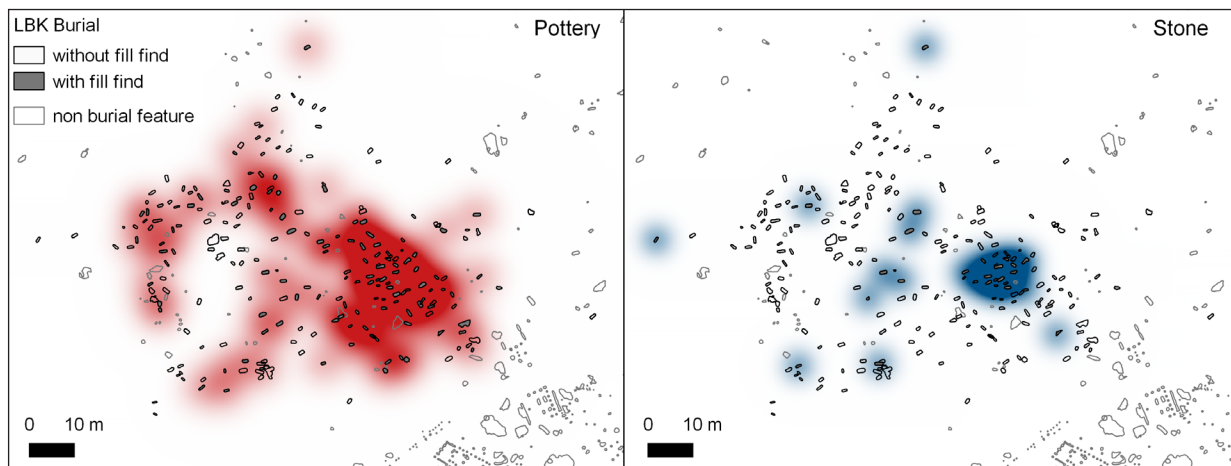 LBK Burial
without fill find
with fill find
non burial feature
Pottery
0 10 m
Stone
0 10 m